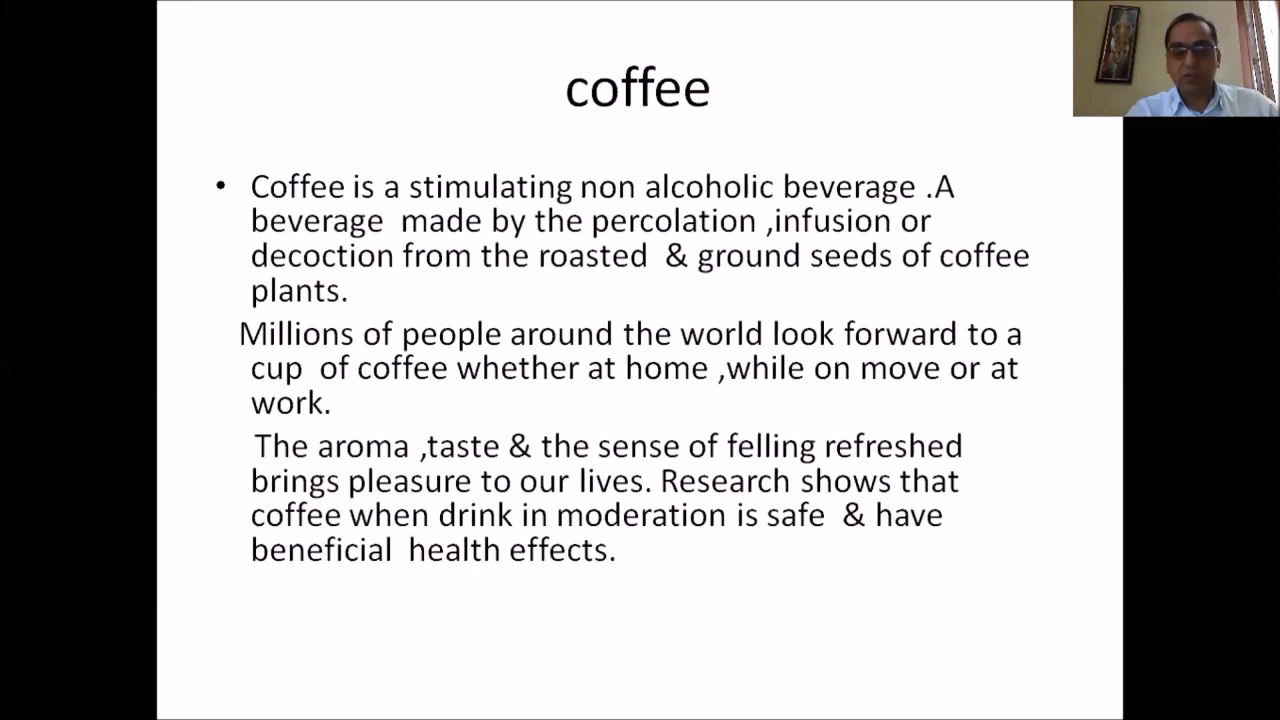 coffee
• Coffee is a stimulating non alcoholic beverage .A
beverage  made by the percolation ,infusion or
decoction from the roasted  & ground seeds of coffee
plants.
Millions of people around the world look forward to a
cup  of coffee whether at home ,while on move or at
work.
The aroma ,taste & the sense of felling refreshed
brings pleasure to our lives. Research shows that
coffee when drink in moderation is safe  & have
beneficial  health effects.